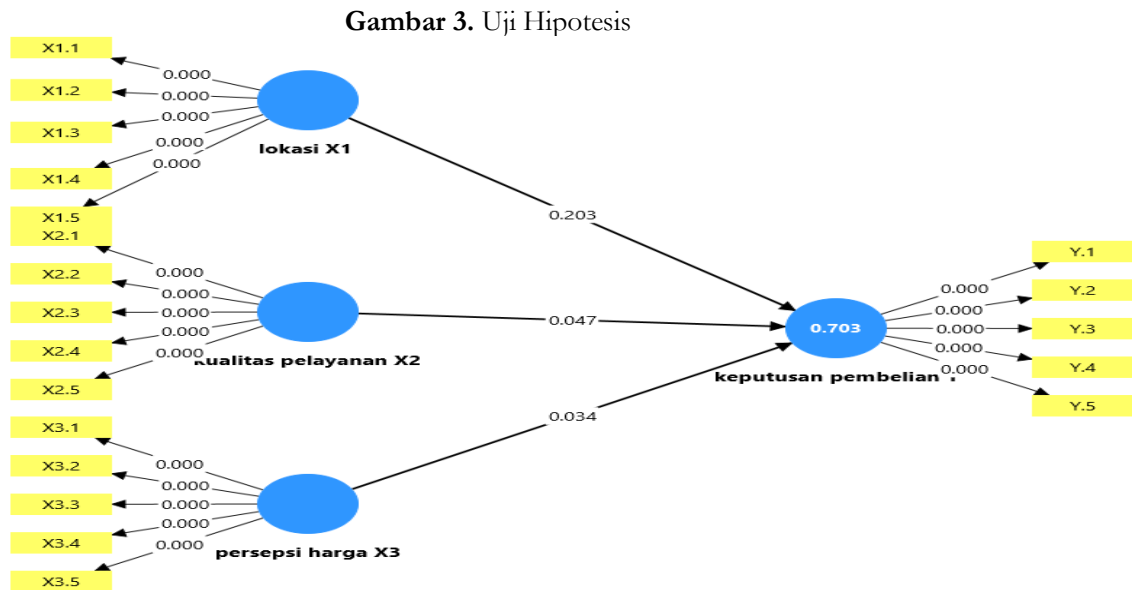 Gambar 3. Uji Hipotesis
X1.1
0.000
X1.2
0.000
X1.3
0.000
X1.4
0.000
X1.5
0.000
lokasi X1
0.203
X2.1
0.000
X2.2
0.000
X2.3
0.000
X2.4
0.000
X2.5
0.000
kualitas pelayanan X2
0.047
X3.1
0.000
X3.2
0.000
X3.3
0.000
X3.4
0.000
X3.5
0.000
persepsi harga X3
0.034
0.703
keputusan pembelian
0.000
Y.1
0.000
Y.2
0.000
Y.3
0.000
Y.4
0.000
Y.5